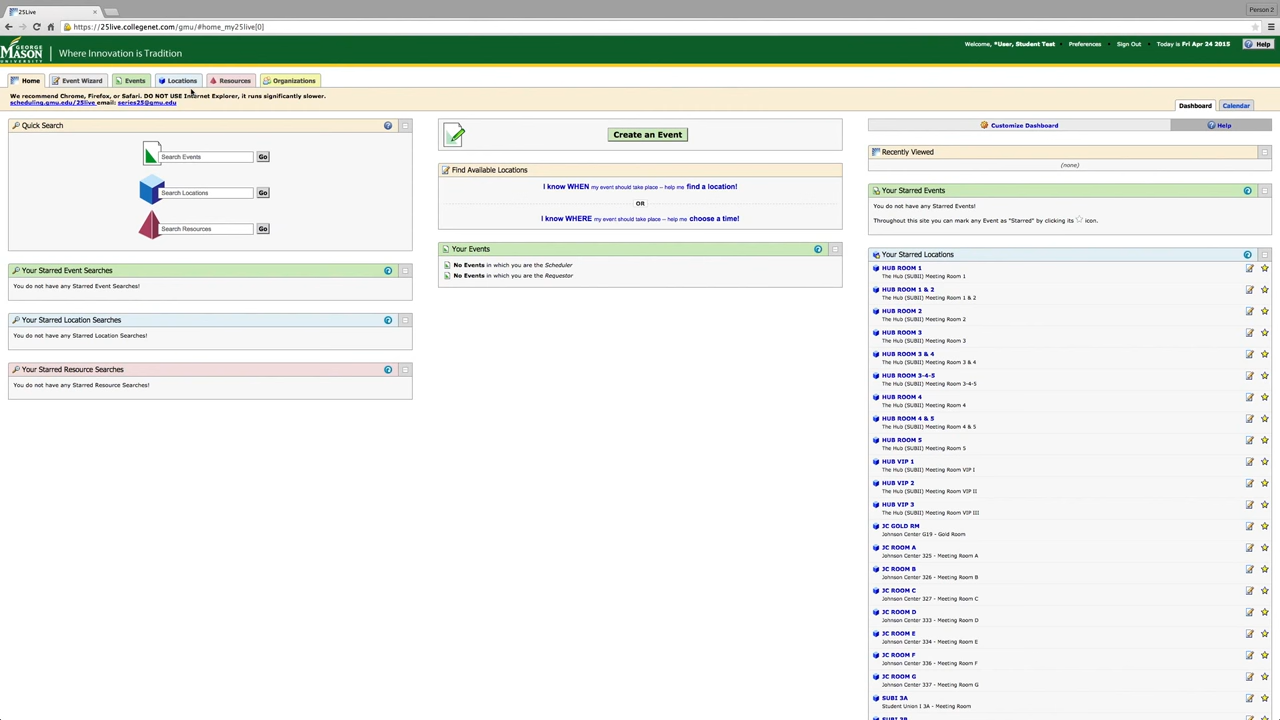 25Live
Person 2
https://25live.collegenet.com/gmu/#home_my25live[0]
GEORGE
MASON
UNIVERSITY
Where Innovation is Tradition
Welcome, *User, Student Test
Preferences
Sign Out
Today is Fri Apr 24 2015
Help
Home
Event Wizard
Events
Locations
Resources
Organizations
We recommend Chrome, Firefox, or Safari. DO NOT USE Internet Explorer, it runs significantly slower.
scheduling.gmu.edu/25live email: series25@gmu.edu
Dashboard
Calendar
Quick Search
Search Events
Go
Search Locations
Go
Search Resources
Go
Your Starred Event Searches
You do not have any Starred Event Searches!
Your Starred Location Searches
You do not have any Starred Location Searches!
Your Starred Resource Searches
You do not have any Starred Resource Searches!
Create an Event
Find Available Locations
I know WHEN my event should take place -- help me find a location!
OR
I know WHERE my event should take place -- help me choose a time!
Your Events
No Events in which you are the Scheduler
No Events in which you are the Requestor
Customize Dashboard
Help
Recently Viewed
(none)
Your Starred Events
You do not have any Starred Events!
Throughout this site you can mark any Event as "Starred" by clicking its icon.
Your Starred Locations
HUB ROOM 1
The Hub (SUBII) Meeting Room 1
HUB ROOM 1 & 2
The Hub (SUBII) Meeting Room 1 & 2
HUB ROOM 2
The Hub (SUBII) Meeting Room 2
HUB ROOM 3
The Hub (SUBII) Meeting Room 3
HUB ROOM 3 & 4
The Hub (SUBII) Meeting Room 3 & 4
HUB ROOM 3-4-5
The Hub (SUBII) Meeting Room 3-4-5
HUB ROOM 4
The Hub (SUBII) Meeting Room 4
HUB ROOM 4 & 5
The Hub (SUBII) Meeting Room 4 & 5
HUB ROOM 5
The Hub (SUBII) Meeting Room 5
HUB VIP 1
The Hub (SUBII) Meeting Room VIP I
HUB VIP 2
The Hub (SUBII) Meeting Room VIP II
HUB VIP 3
The Hub (SUBII) Meeting Room VIP III
JC GOLD RM
Johnson Center G19 - Gold Room
JC ROOM A
Johnson Center 325 - Meeting Room A
JC ROOM B
Johnson Center 326 - Meeting Room B
JC ROOM C
Johnson Center 327 - Meeting Room C
JC ROOM D
Johnson Center 333 - Meeting Room D
JC ROOM E
Johnson Center 334 - Meeting Room E
JC ROOM F
Johnson Center 336 - Meeting Room F
JC ROOM G
Johnson Center 337 - Meeting Room G
SUBI 3A
Student Union I 3A - Meeting Room
SUBI 3B